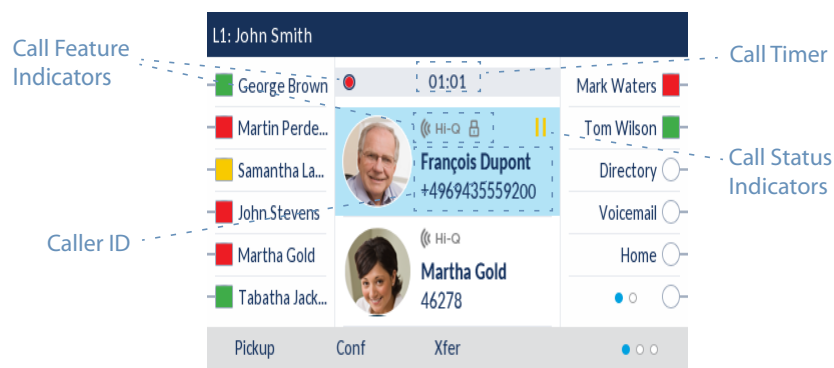 L1: John Smith
Call Feature
Indicators
Call Timer
01:01
George Brown
Mark Waters
Hi-Q
Martin Perde...
Tom Wilson
François Dupont
Samantha La...
Directory
Call Status
Indicators
+4969435559200
John.Stevens
Voicemail
Caller ID
Hi-Q
Martha Gold
Home
Martha Gold
Tabatha Jack...
46278
Pickup
Conf
Xfer